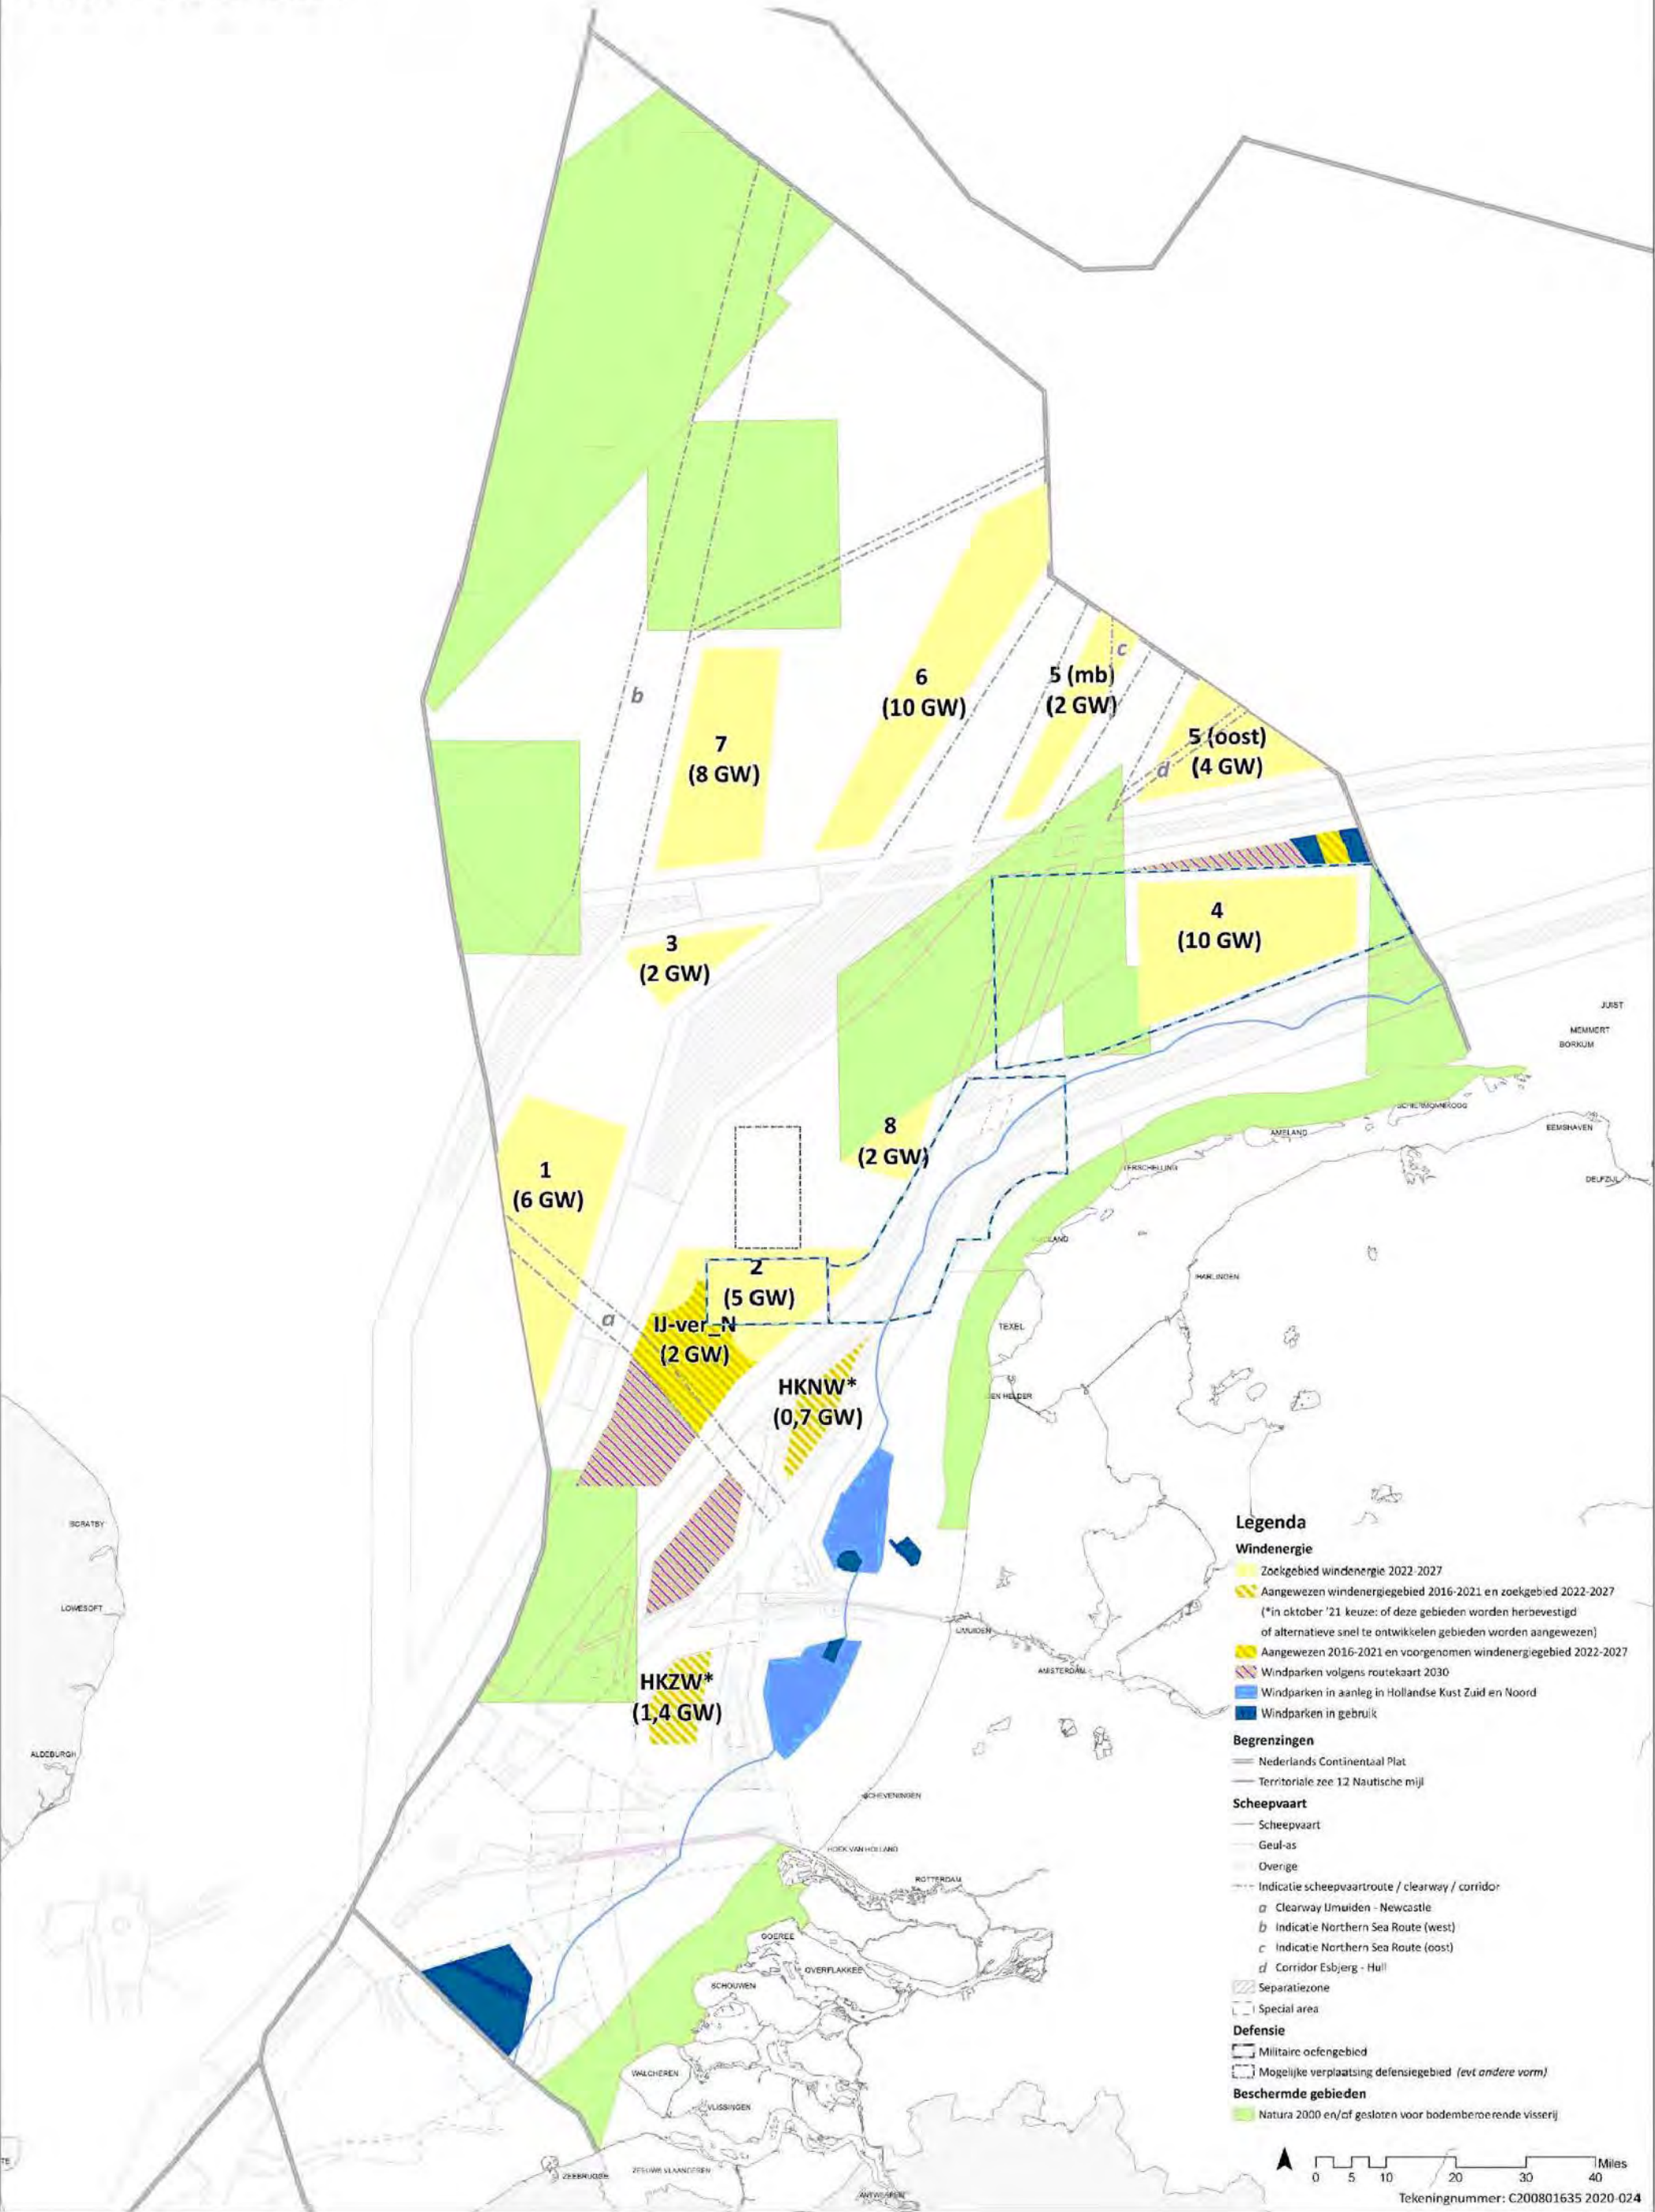 c
6
(10 GW)
5 (mb)
(2 GW)
b
7
(8 GW)
5 (oost)
(4 GW)
d
4
(10 GW)
3
(2 GW)
JUIST
MEMMERT
BORKUM
SCHIERMONNIKOOG
8
(2 GW)
AMELAND
EEMSHAVEN
1
(6 GW)
TERSCHELLING
DELFZIJL
2
(5 GW)
HARLINGEN
a
IJ-ver_N
(2 GW)
TEXEL
HKNW*
(0,7 GW)
DEN HELDER
SCRATBY
LOWESOFT
IJMUIDEN
AMSTERDAM
HKZW*
(1,4 GW)
ALDEBURGH
SCHEVENINGEN
HOEK VAN HOLLAND
ROTTERDAM
GOEREE
OVERFLAKKEE
SCHOUWEN
WALCHEREN
VLISSINGEN
ZEEBRUGGE
ZEEUWS VLAANDEREN
ANTWERPEN
Legenda
Windenergie
Zoekgebied windenergie 2022-2027
Aangewezen windenergiegebied 2016-2021 en zoekgebied 2022-2027
(*in oktober '21 keuze: of deze gebieden worden herbevestigd
of alternatieve snel te ontwikkelen gebieden worden aangewezen)
Aangewezen 2016-2021 en voorgenomen windenergiegebied 2022-2027
Windparken volgens routekaart 2030
Windparken in aanleg in Hollandse Kust Zuid en Noord
Windparken in gebruik
Begrenzingen
Nederlands Continentaal Plat
Territoriale zee 12 Nautische mijl
Scheepvaart
Scheepvaart
Geul-as
Overige
Indicatie scheepvaartroute / clearway / corridor
a Clearway IJmuiden - Newcastle
b Indicatie Northern Sea Route (west)
c Indicatie Northern Sea Route (oost)
d Corridor Esbjerg - Hull
Separatiezone
Special area
Defensie
Militaire oefengebied
Mogelijke verplaatsing defensiegebied (evt andere vorm)
Beschermde gebieden
Natura 2000 en/of gesloten voor bodemberoerende visserij
Miles
0 5 10 20 30 40
Tekeningnummer: C200801635 2020-024